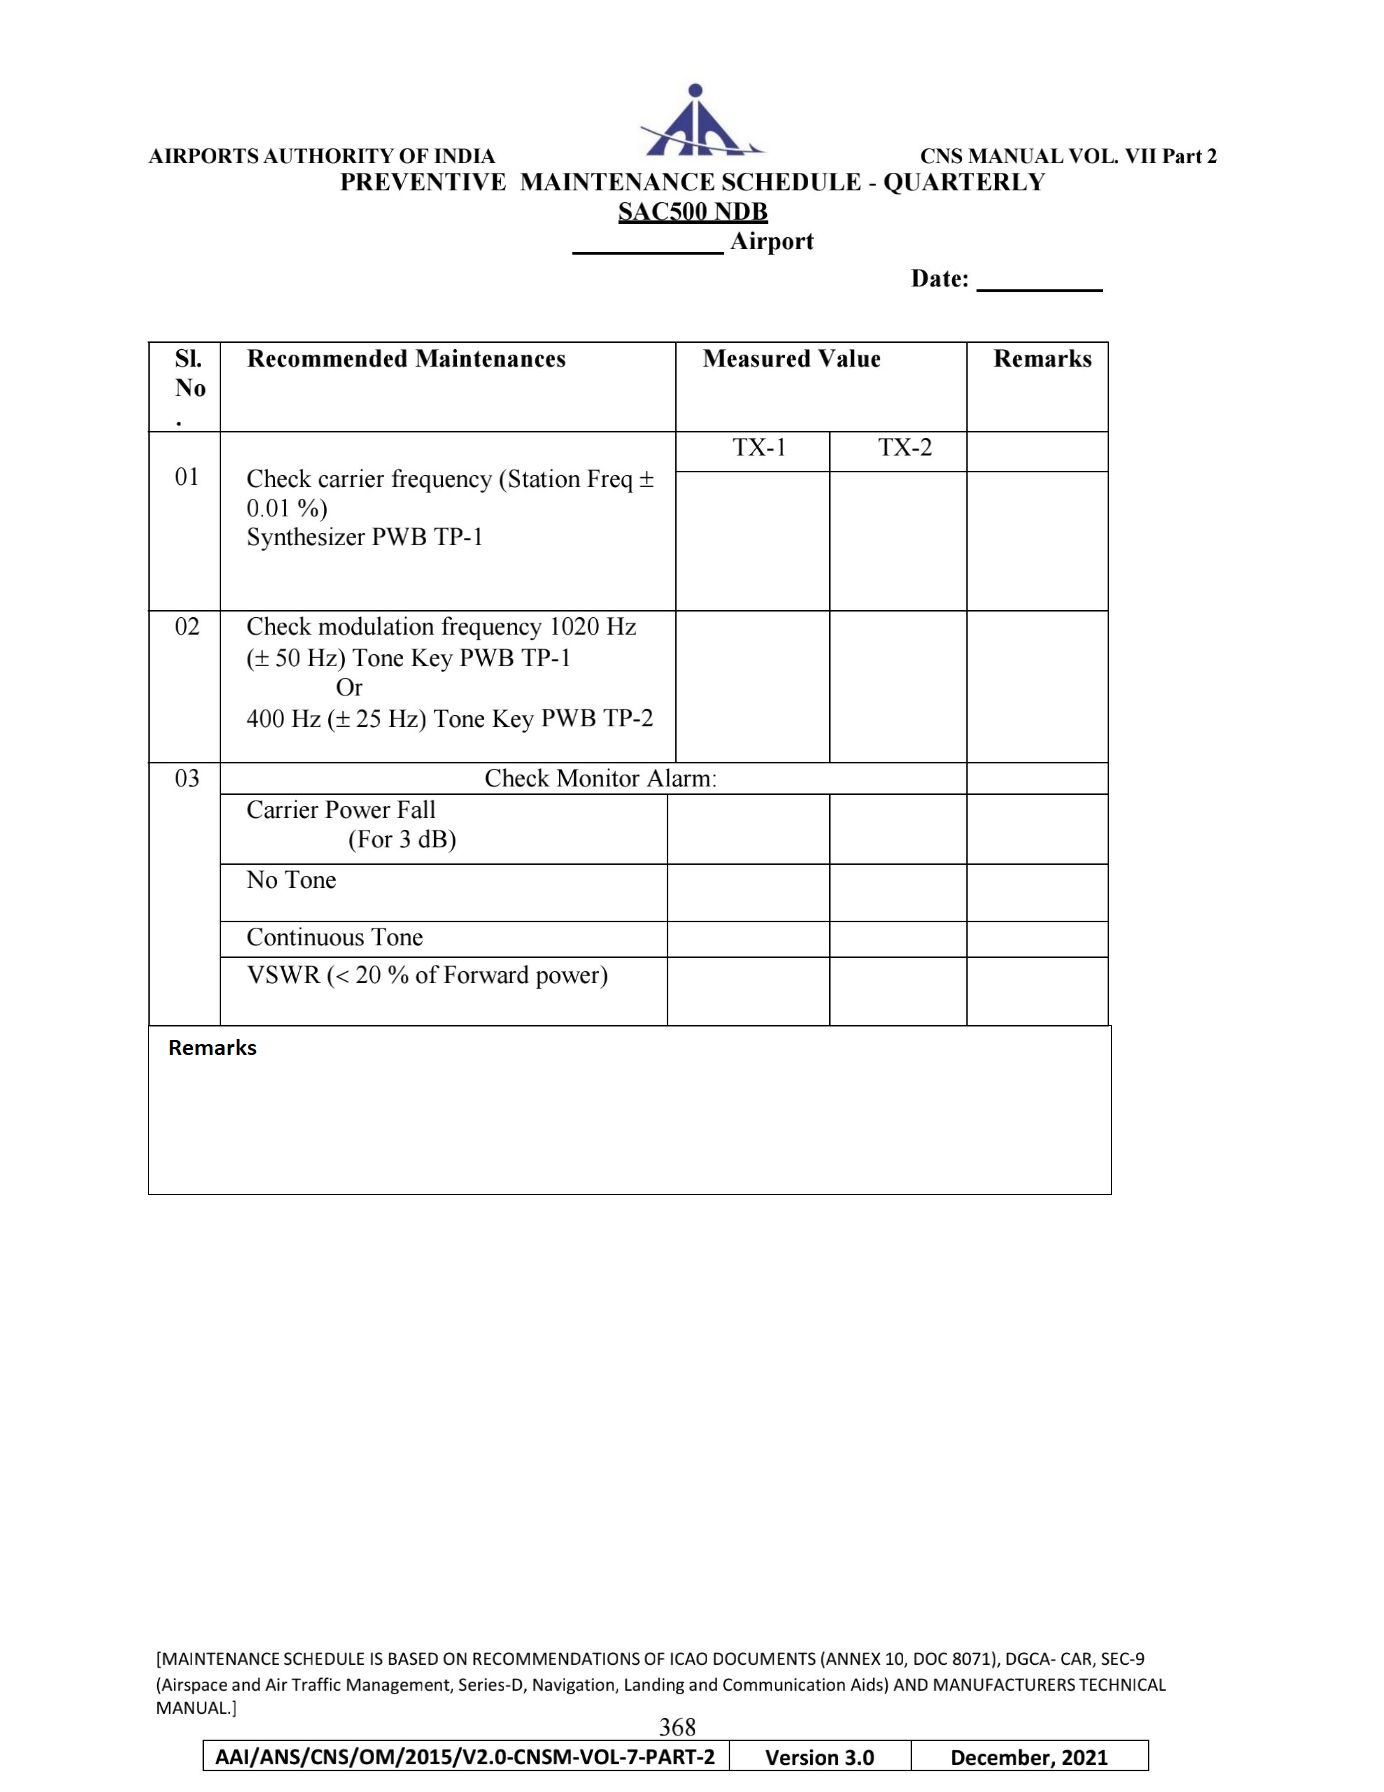 AIRPORTS AUTHORITY OF INDIA CNS MANUAL VOL. VII Part 2
PREVENTIVE MAINTENANCE SCHEDULE - QUARTERLY
SAC500 NDB
____________ Airport
Date: __________
Sl. No . Recommended Maintenances Measured Value Remarks
TX-1 TX-2
01 Check carrier frequency (Station Freq ±
0.01 %)
Synthesizer PWB TP-1
02 Check modulation frequency 1020 Hz
(± 50 Hz) Tone Key PWB TP-1
Or
400 Hz (± 25 Hz) Tone Key PWB TP-2
03 Check Monitor Alarm:
Carrier Power Fall
(For 3 dB)
No Tone
Continuous Tone
VSWR (< 20 % of Forward power)
Remarks
[MAINTENANCE SCHEDULE IS BASED ON RECOMMENDATIONS OF ICAO DOCUMENTS (ANNEX 10, DOC 8071), DGCA- CAR, SEC-9
(Airspace and Air Traffic Management, Series-D, Navigation, Landing and Communication Aids) AND MANUFACTURERS TECHNICAL
MANUAL.]
368
AAI/ANS/CNS/OM/2015/V2.0-CNSM-VOL-7-PART-2 Version 3.0 December, 2021